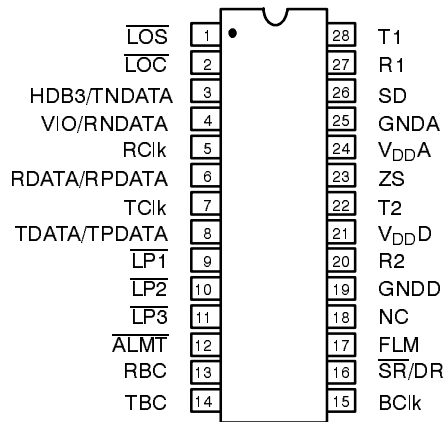 LOS 1 28 T1
LOC 2 27 R1
HDB3/TNDATA 3 26 SD
VIO/RNDATA 4 25 GNDA
RClk 5 24 VDDA
RDATA/RPDATA 6 23 ZS
TClk 7 22 T2
TDATA/TPDATA 8 21 VDDD
LP1 9 20 R2
LP2 10 19 GNDD
LP3 11 18 NC
ALMT 12 17 FLM
RBC 13 16 SR/DR
TBC 14 15 BClk